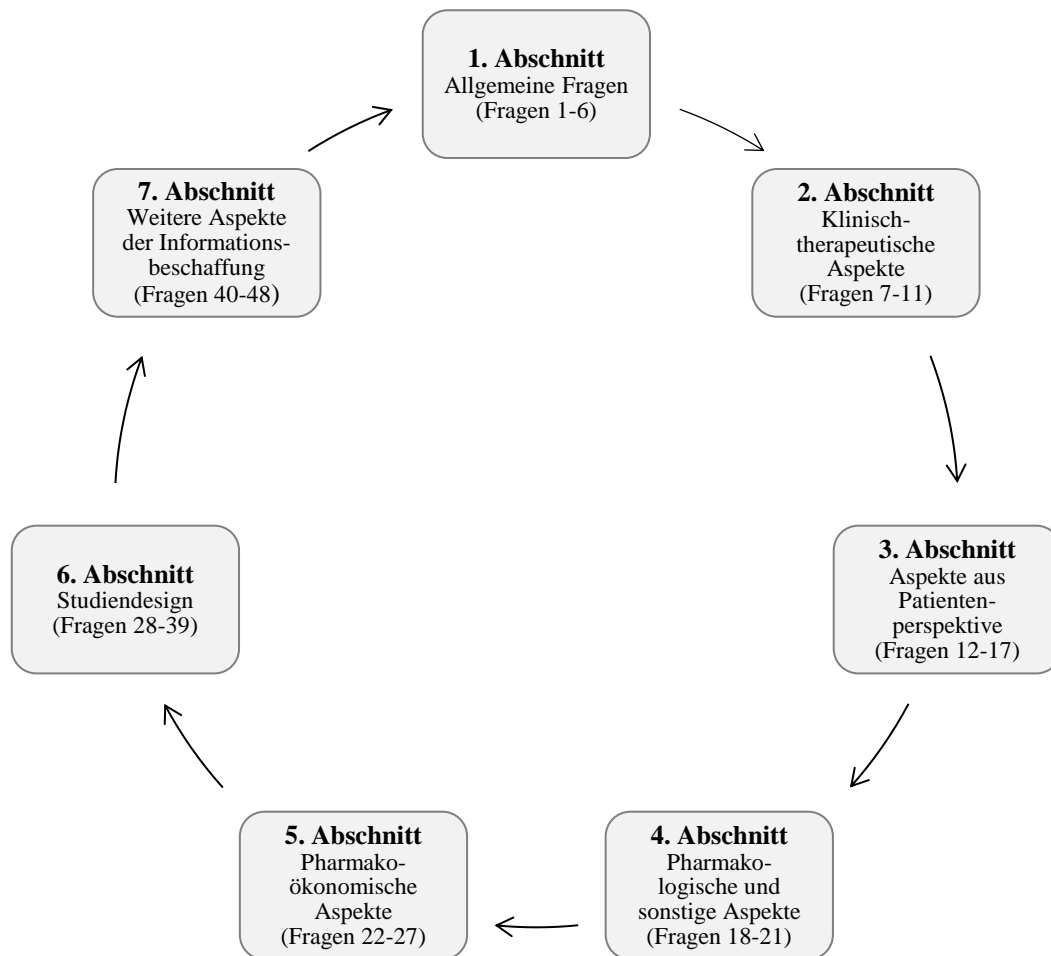 1. Abschnitt
Allgemeine Fragen
(Fragen 1-6)
2. Abschnitt
Klinisch-
therapeutische
Aspekte
(Fragen 7-11)
3. Abschnitt
Aspekte aus
Patienten-
perspektive
(Fragen 12-17)
4. Abschnitt
Pharmako-
logische und
sonstige Aspekte
(Fragen 18-21)
5. Abschnitt
Pharmako-
ökonomische
Aspekte
(Fragen 22-27)
6. Abschnitt
Studiendesign
(Fragen 28-39)
7. Abschnitt
Weitere Aspekte
der Informations-
beschaffung
(Fragen 40-48)